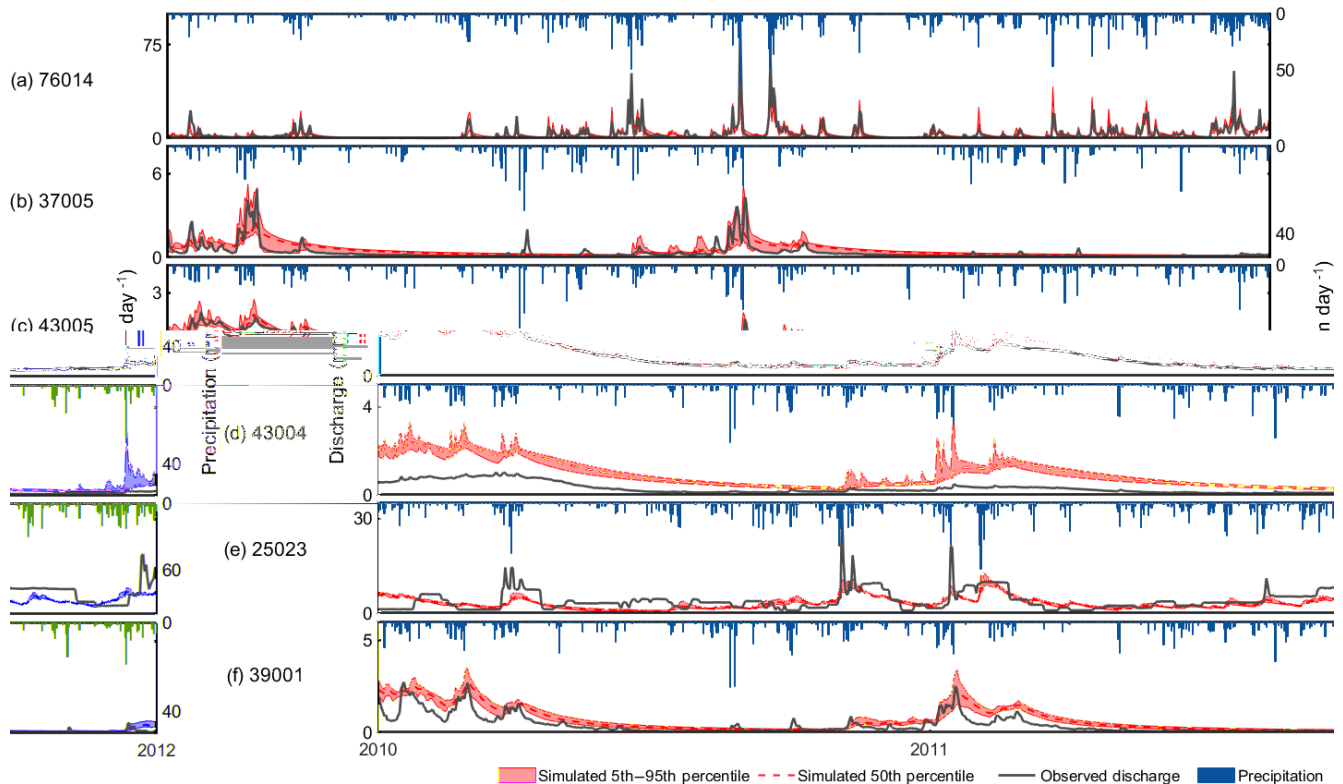 0
75
(a) 76014
50
0
0
6
(b) 37005
40
0
0
3
day⁻¹)
n day⁻¹)
(c) 43005
40
0
0
4
Precipitation
Discharge
(d) 43004
40
0
0
30
(e) 25023
60
0
0
5
(f) 39001
40
0
2012
2010
2011
Simulated 5th–95th percentile
Simulated 50th percentile
Observed discharge
Precipitation